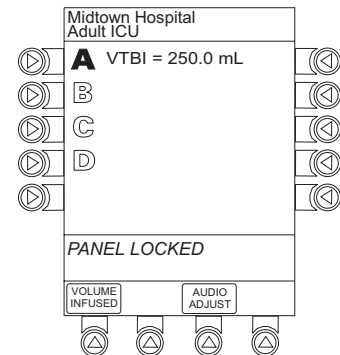 Midtown Hospital
Adult ICU
A VTBI = 250.0 mL
B
C
D
PANEL LOCKED
VOLUME
INFUSED
AUDIO
ADJUST